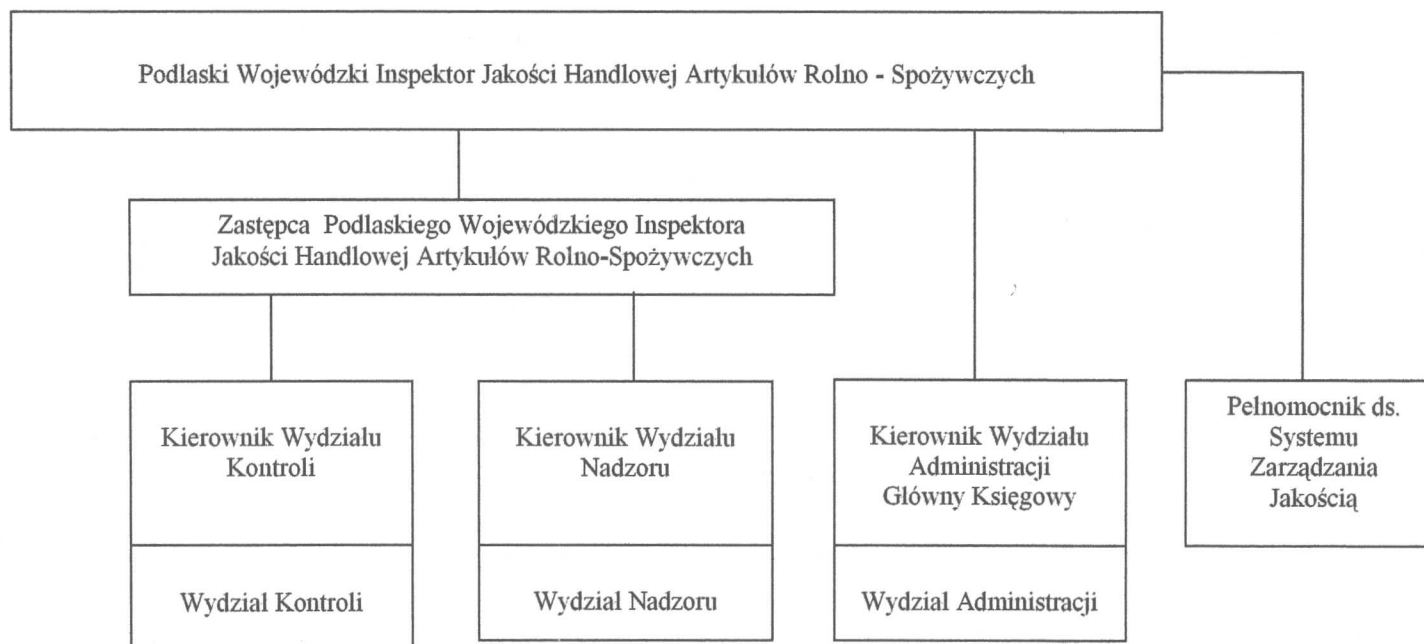 Podlaski Wojewódzki Inspektor Jakości Handlowej Artykułów Rolno - Spożywczych
Zastępca Podlaskiego Wojewódzkiego Inspektora
Jakości Handlowej Artykułów Rolno-Spożywczych
Kierownik Wydziału
Kontroli
Kierownik Wydziału
Nadzoru
Kierownik Wydziału
Administracji
Główny Księgowy
Pełnomocnik ds.
Systemu
Zarządzania
Jakością
Wydział Kontroli
Wydział Nadzoru
Wydział Administracji